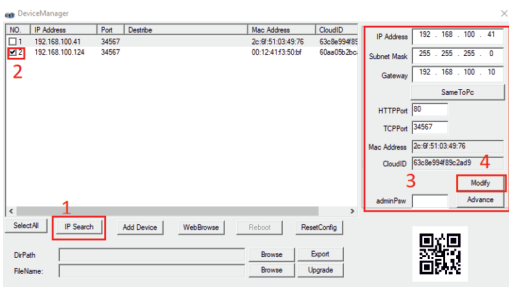 DeviceManager
NO. IP Address Port Destribe Mac Address CloudID
1 192.168.100.41 34567 2c:6f:51:03:49:76 63c8e994f89
2 192.168.100.124 34567 00:12:41:f3:50:bf 60aa05b2bc
2
IP Address 192 . 168 . 100 . 41
Subnet Mask 255 . 255 . 255 . 0
Gateway 192 . 168 . 100 . 10
SameToPc
HTTPPort 80
TCPPort 34567
Mac Address 2c:6f:51:03:49:76
CloudID 63c8e994f89c2ad9
3
4
Modify
adminPsw Advance
1
SelectAll IP Search Add Device WebBrowse Reboot ResetConfig
DirPath Browse Export
FileName: Browse Upgrade